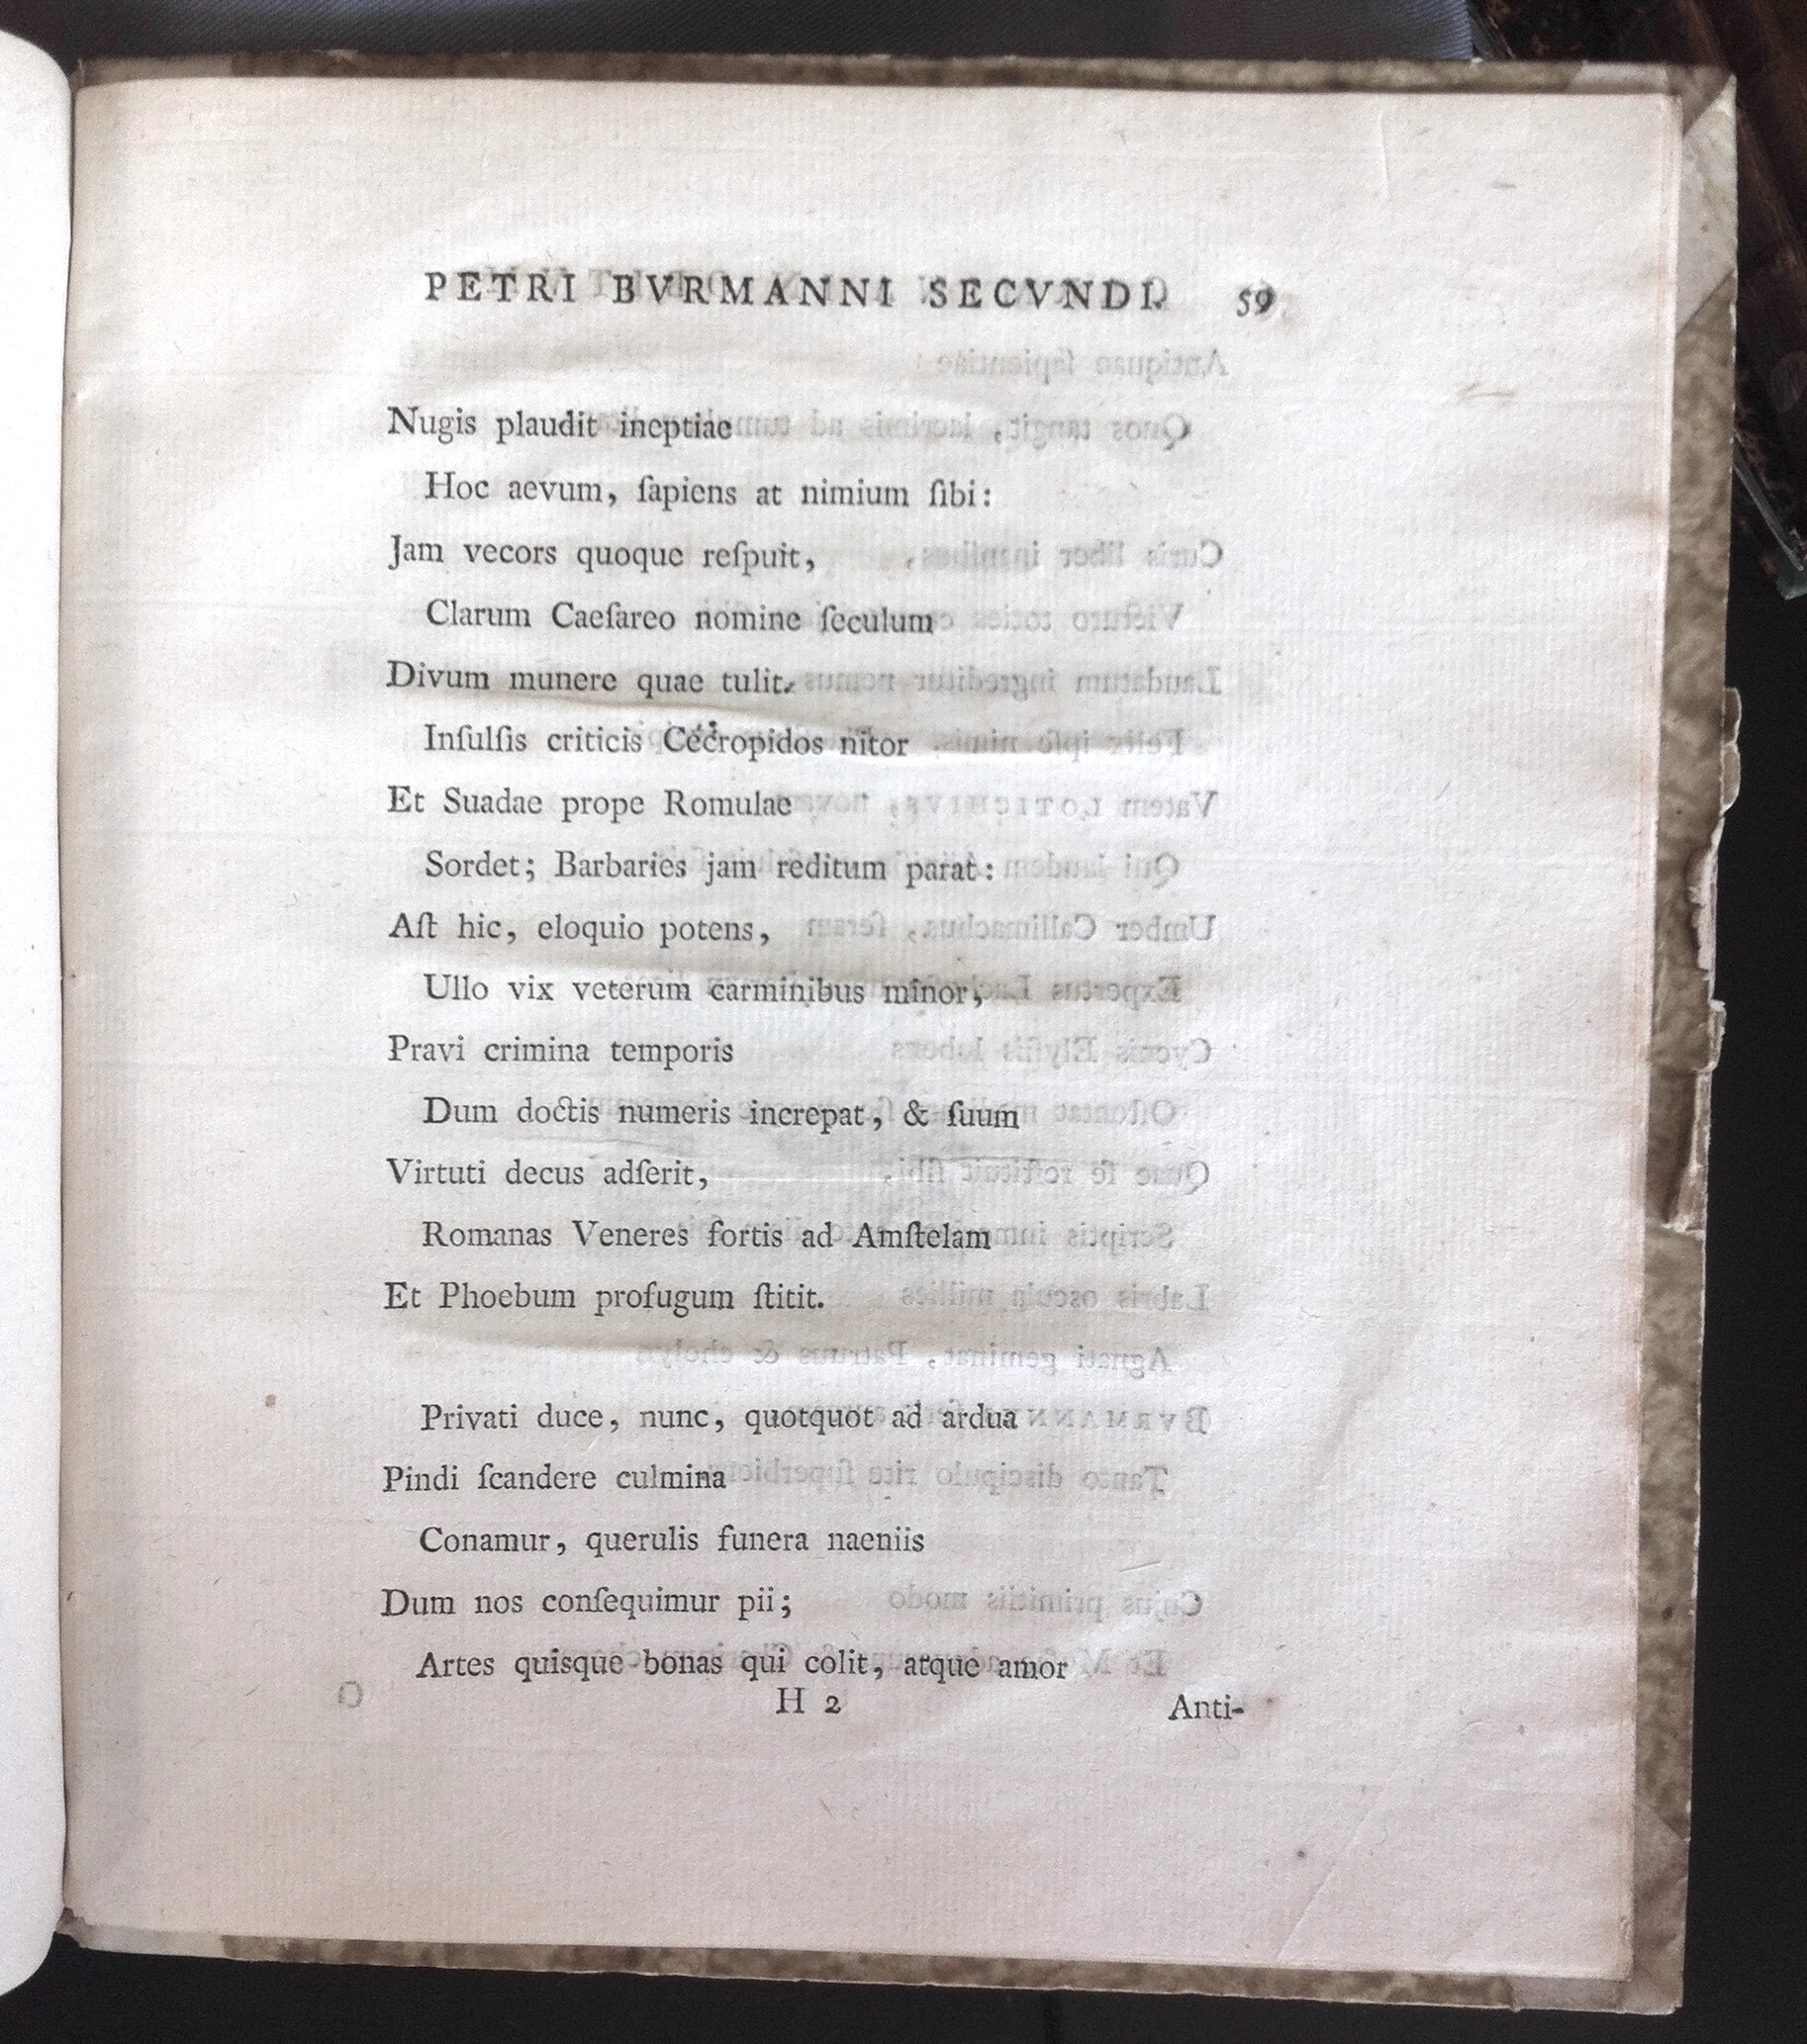 PETRI BVRMANNI SECVNDI. 59
Nugis plaudit ineptiae
Hoc aevum, ſapiens at nimium ſibi:
Jam vecors quoque reſpuit,
Clarum Caeſareo nomine ſeculum
Divum munere quae tulit.
Inſulſis criticis Cecropidos nitor
Et Suadae prope Romulae
Sordet; Barbaries jam reditum parat:
Aſt hic, eloquio potens,
Ullo vix veterum carminibus minor,
Pravi crimina temporis
Dum doctis numeris increpat, & ſuum
Virtuti decus adſerit,
Romanas Veneres fortis ad Amſtelam
Et Phoebum profugum ſtitit.
Privati duce, nunc, quotquot ad ardua
Pindi ſcandere culmina
Conamur, querulis funera naeniis
Dum nos conſequimur pii;
Artes quisque bonas qui colit, atque amor
H 2 Anti-